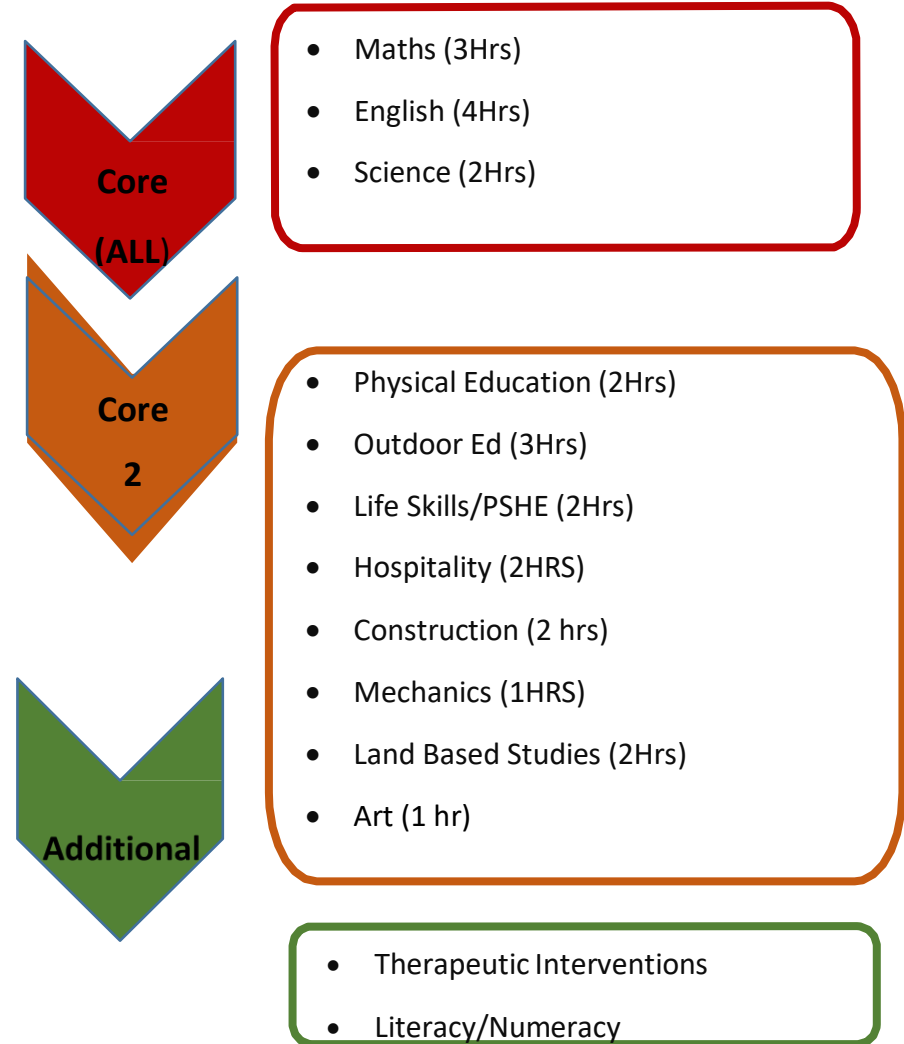 Core
(ALL)
• Maths (3Hrs)
• English (4Hrs)
• Science (2Hrs)
Core
2
• Physical Education (2Hrs)
• Outdoor Ed (3Hrs)
• Life Skills/PSHE (2Hrs)
• Hospitality (2HRS)
• Construction (2 hrs)
• Mechanics (1HRS)
• Land Based Studies (2Hrs)
• Art (1 hr)
Additional
• Therapeutic Interventions
• Literacy/Numeracy